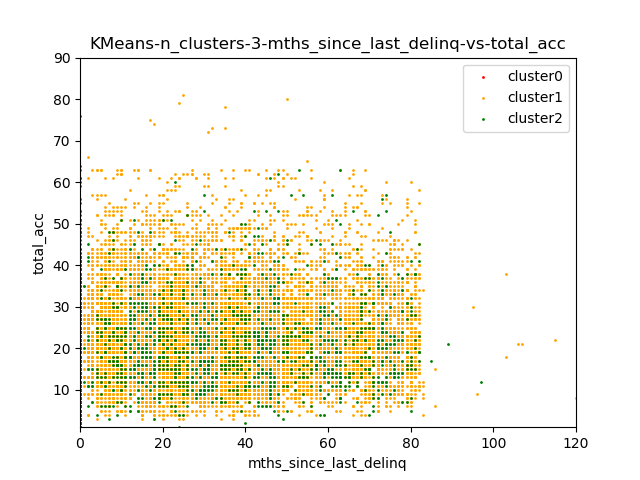 KMeans-n_clusters-3-mths_since_last_delinq-vs-total_acc
90
80
70
60
50
40
30
20
10
total_acc
cluster0
cluster1
cluster2
0 20 40 60 80 100 120
mths_since_last_delinq